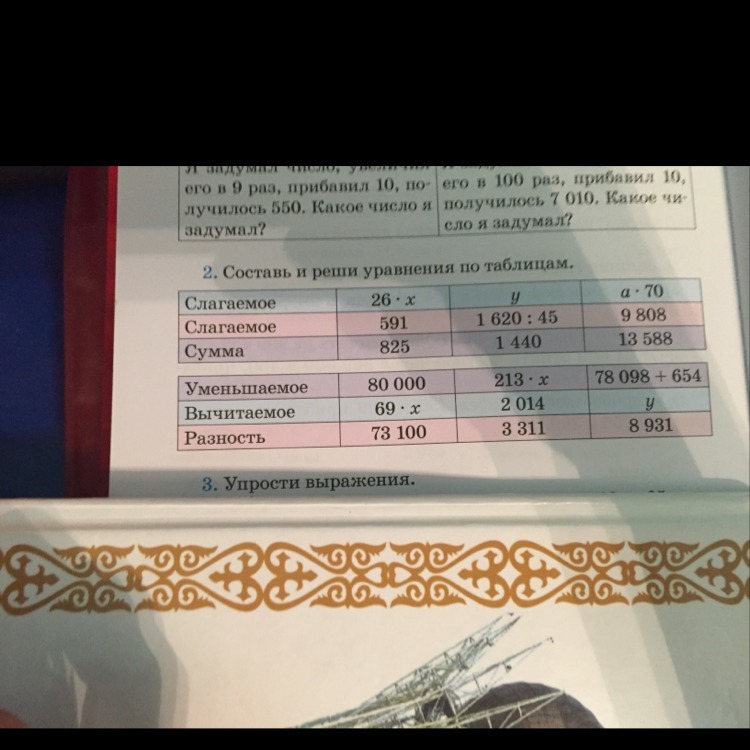 его в 9 раз, прибавил 10, по-
лучилось 550. Какое число я
задумал?
его в 100 раз, прибавил 10,
получилось 7 010. Какое чи-
сло я задумал?
2. Составь и реши уравнения по таблицам.
Слагаемое 26 · x y a · 70
Слагаемое 591 1 620 : 45 9 808
Сумма 825 1 440 13 588
Уменьшаемое 80 000 213 · x 78 098 + 654
Вычитаемое 69 · x 2 014 y
Разность 73 100 3 311 8 931
3. Упрости выражения.